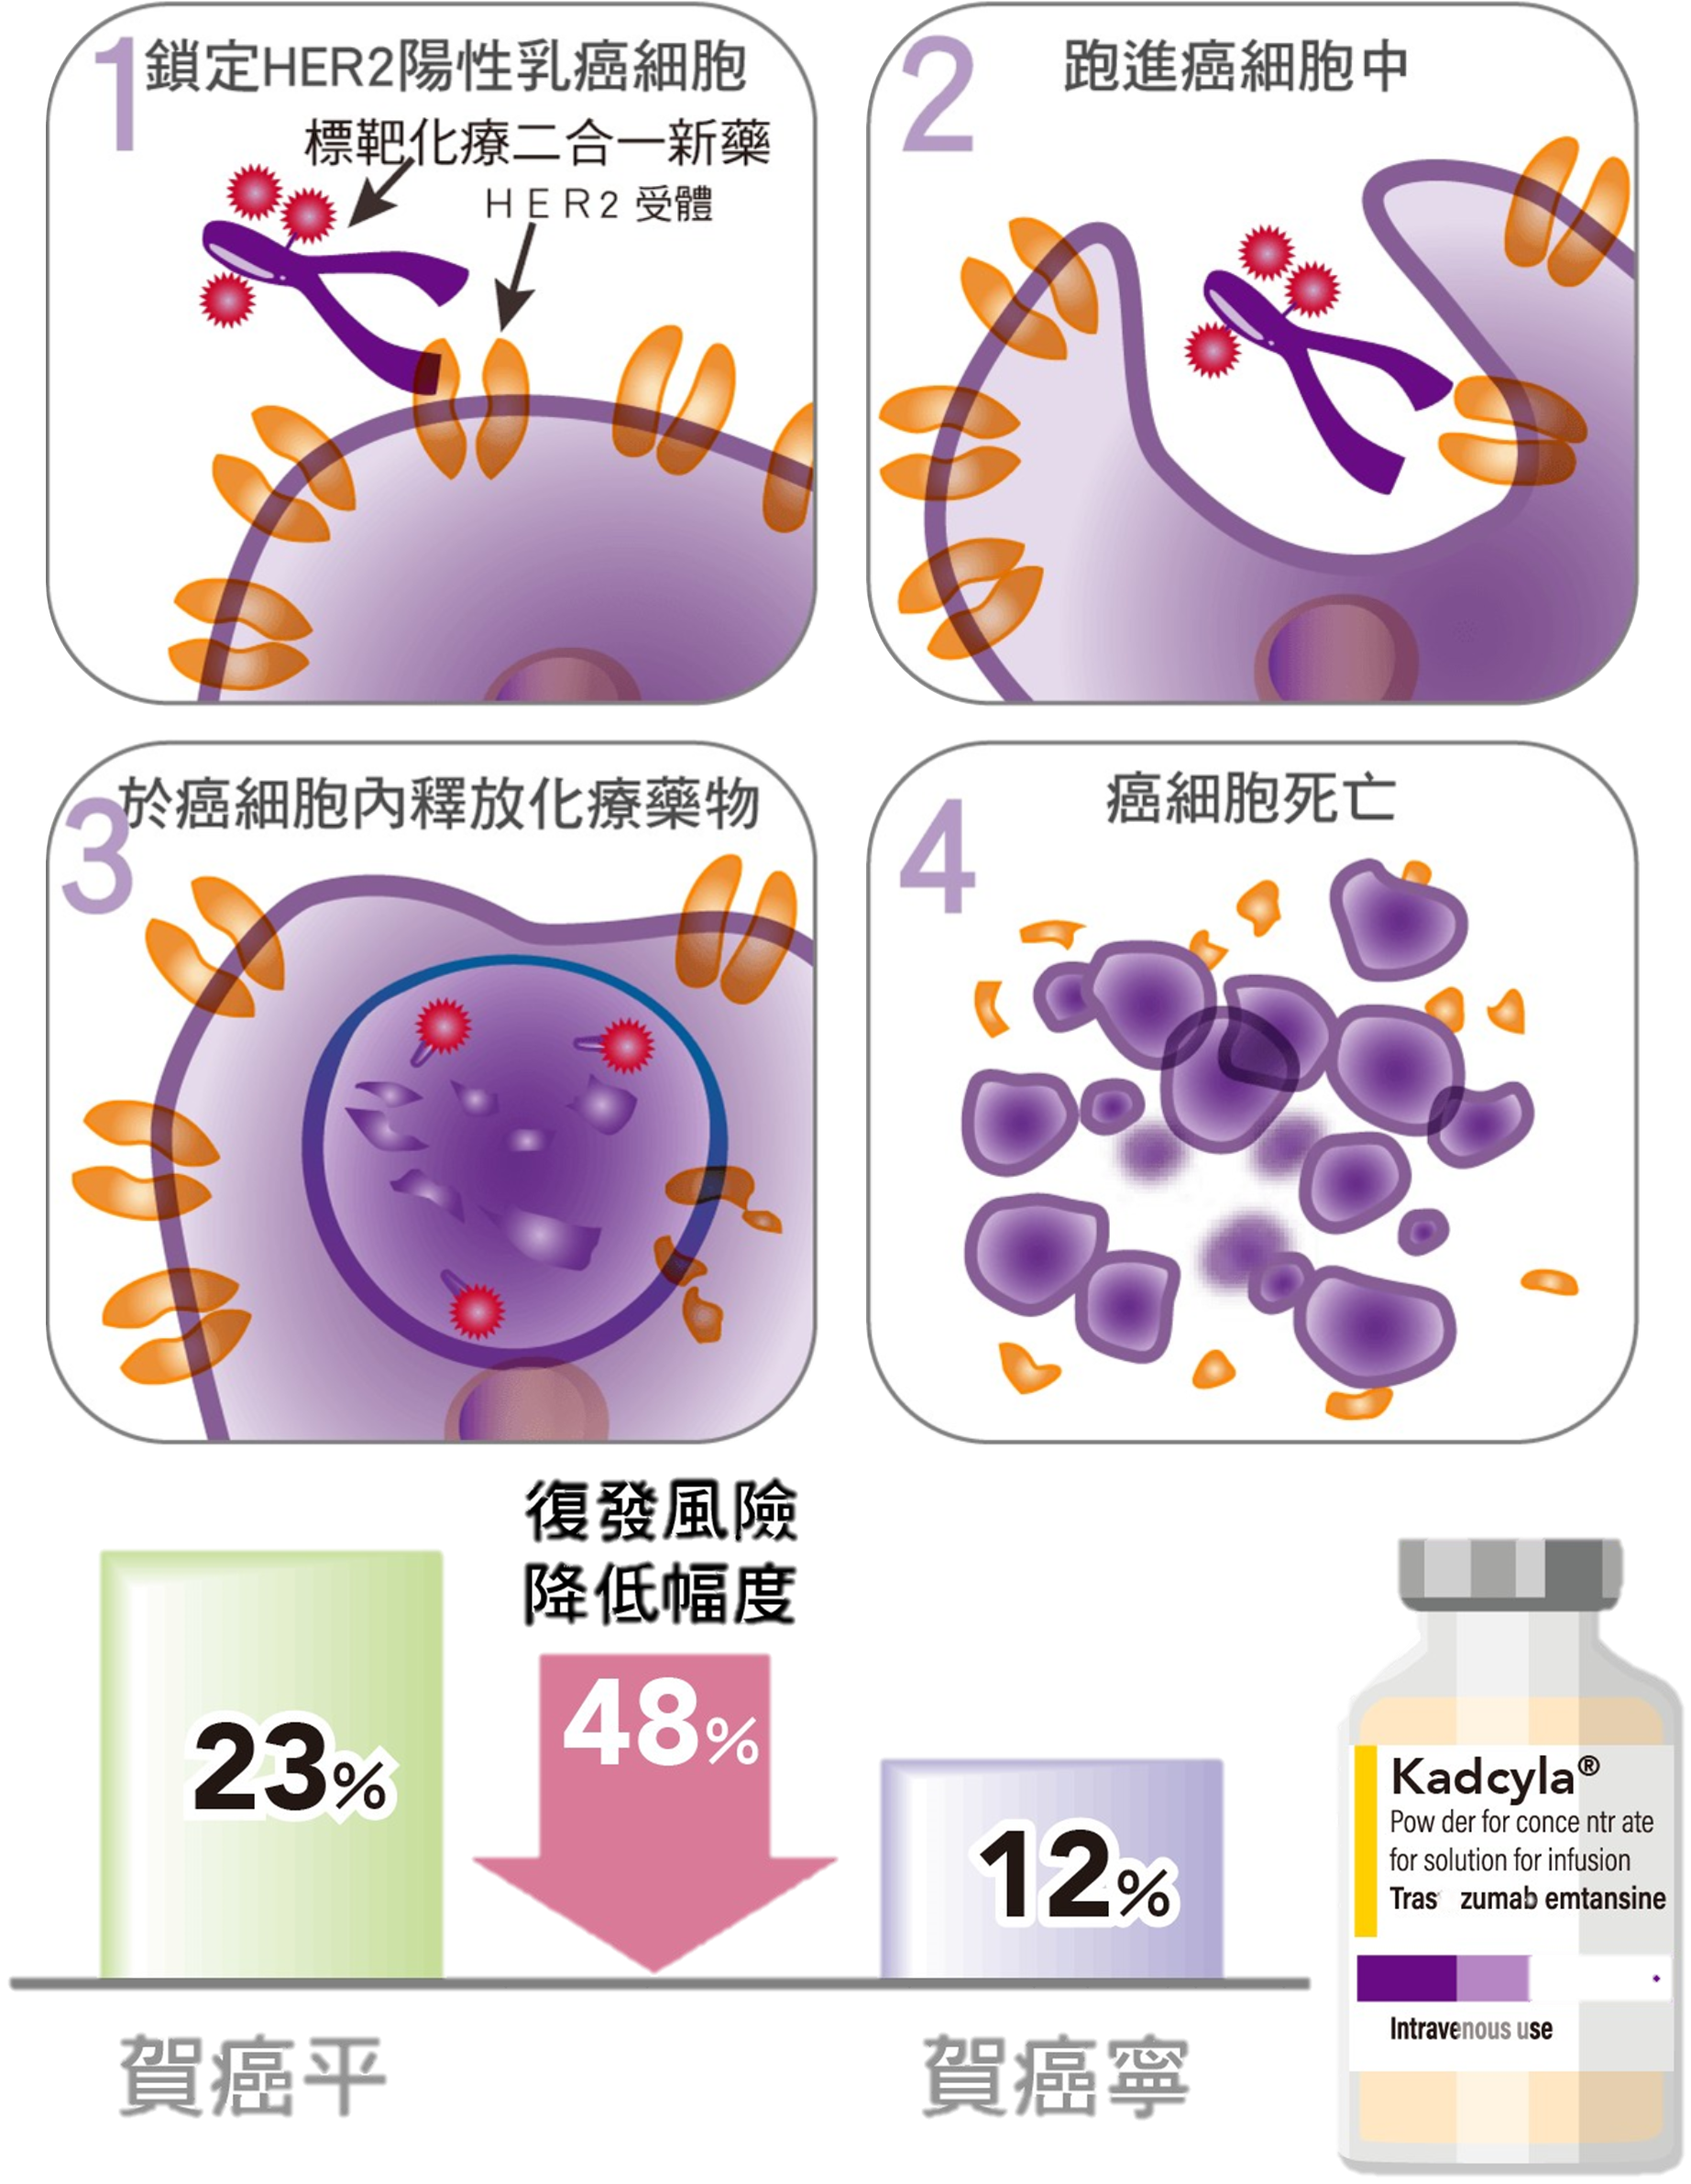 1 鎖定HER2陽性乳癌細胞
標靶化療二合一新藥
HER2 受體
2 跑進癌細胞中
3 於癌細胞內釋放化療藥物
4 癌細胞死亡
復發風險
降低幅度
23%
48%
12%
賀癌平
賀癌寧
Kadcyla®
Pow der for conce ntr ate
for solution for infusion
Tras zumab emtansine
Intravenous use